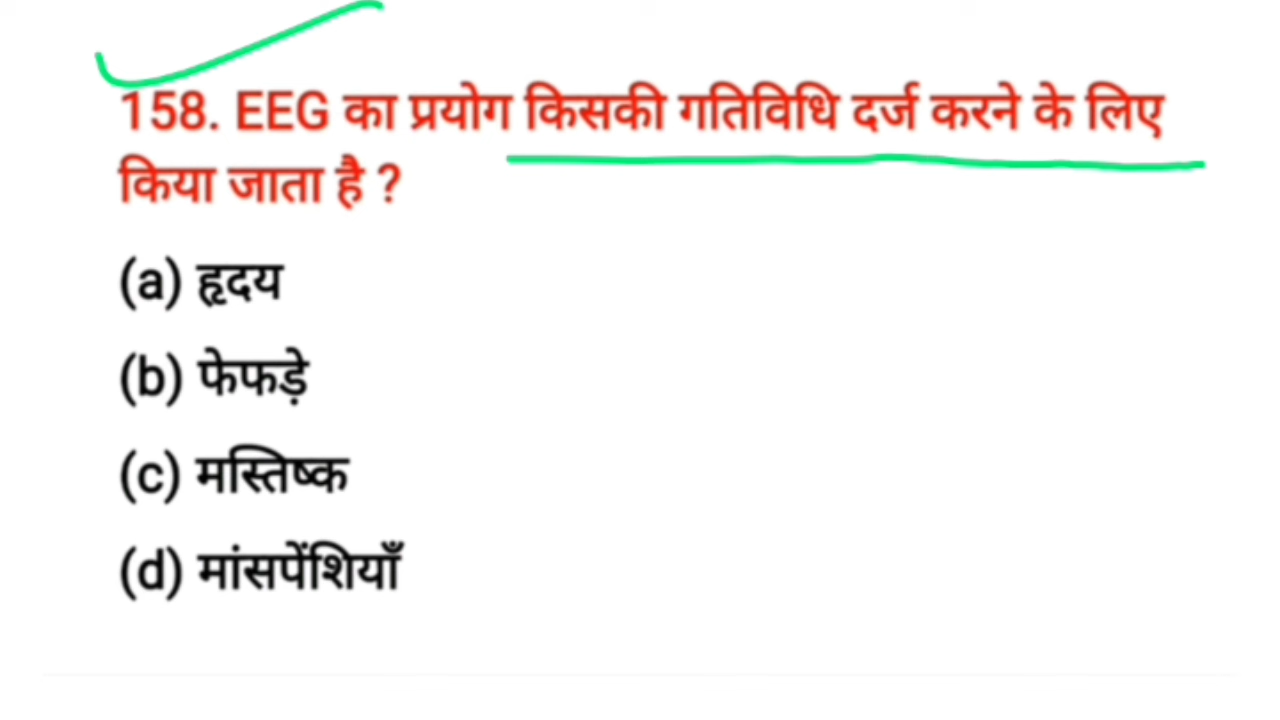 158. EEG का प्रयोग किसकी गतिविधि दर्ज करने के लिए
किया जाता है ?
(a) हृदय
(b) फेफड़े
(c) मस्तिष्क
(d) मांसपेंशियाँ